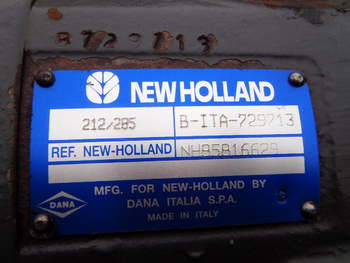 NEW HOLLAND
212/285 B-ITA-729713
REF. NEW-HOLLAND NH85816629
MFG. FOR NEW-HOLLAND BY
DANA ITALIA S.P.A.
DANA
MADE IN ITALY